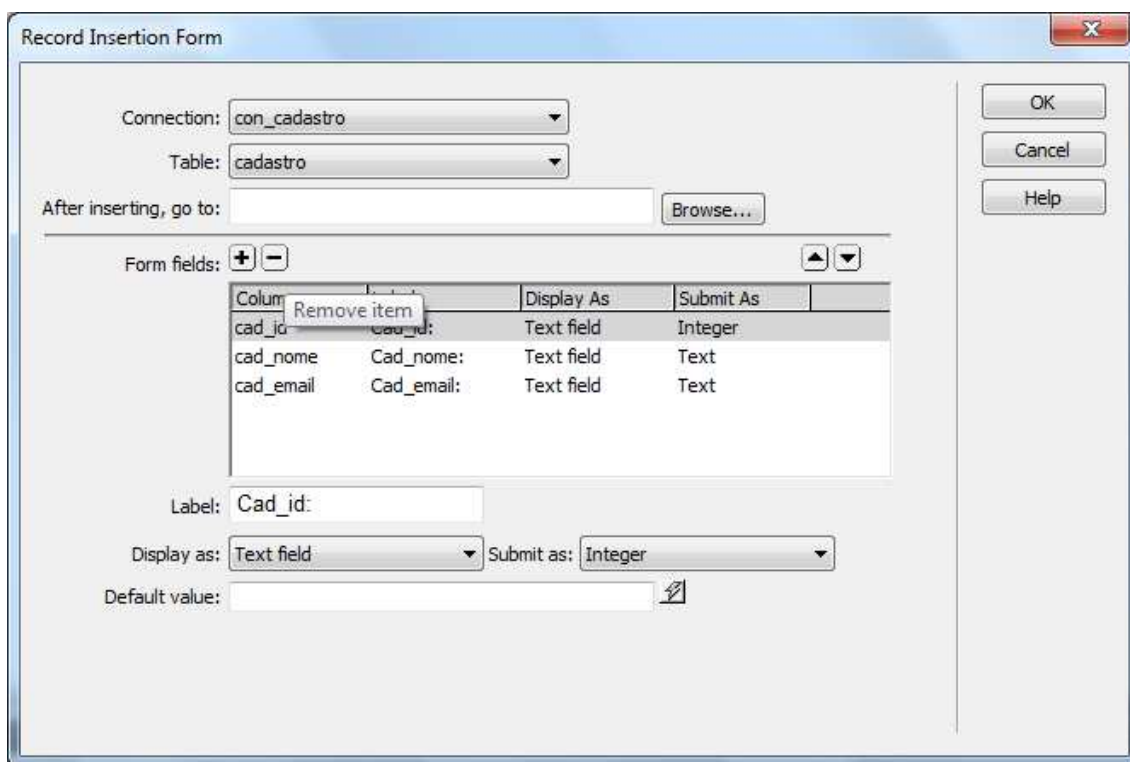 Record Insertion Form
Connection: con_cadastro
OK
Table: cadastro
Cancel
After inserting, go to: Browse...
Help
Form fields:
Display As Submit As
Remove item
cad_id Text field Integer
cad_nome Cad_nome: Text field Text
cad_email Cad_email: Text field Text
Label: Cad_id:
Display as: Text field Submit as: Integer
Default value: